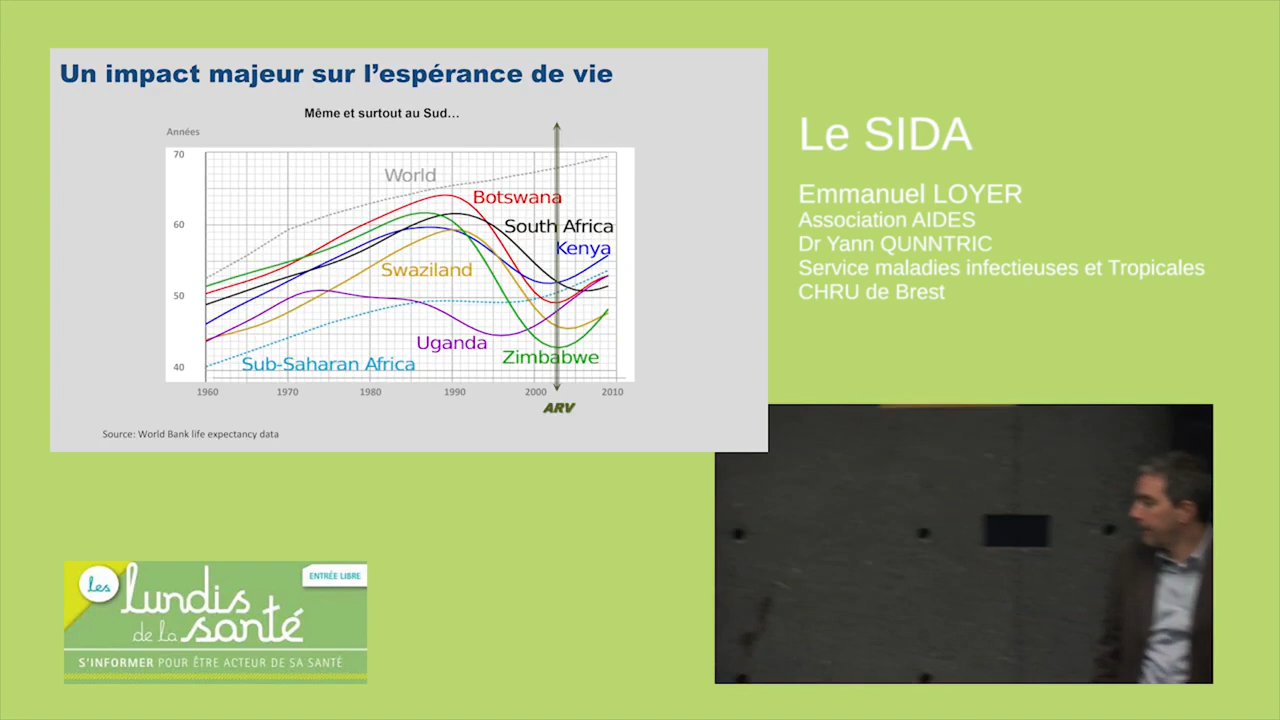 Un impact majeur sur l'espérance de vie
Même et surtout au Sud...
Années
70
60
50
40
World
Botswana
South Africa
Kenya
Swaziland
Uganda
Zimbabwe
Sub-Saharan Africa
1960 1970 1980 1990 2000 2010
ARV
Source: World Bank life expectancy data
Le SIDA
Emmanuel LOYER
Association AIDES
Dr Yann QUNNTRIC
Service maladies infectieuses et Tropicales
CHRU de Brest
les
lundis
de la santé
ENTRÉE LIBRE
S'INFORMER POUR ÊTRE ACTEUR DE SA SANTÉ